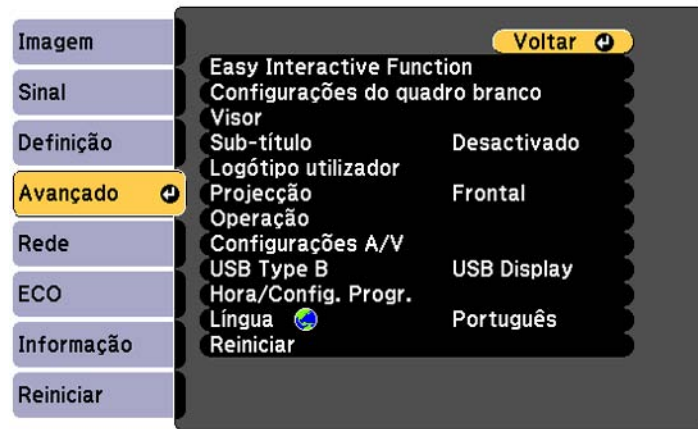 Imagem
Sinal
Definição
Avançado
Rede
ECO
Informação
Reiniciar
Voltar
Easy Interactive Function
Configurações do quadro branco
Visor
Sub-título Desactivado
Logótipo utilizador
Projecção Frontal
Operação
Configurações A/V
USB Type B USB Display
Hora/Config. Progr.
Língua Português
Reiniciar